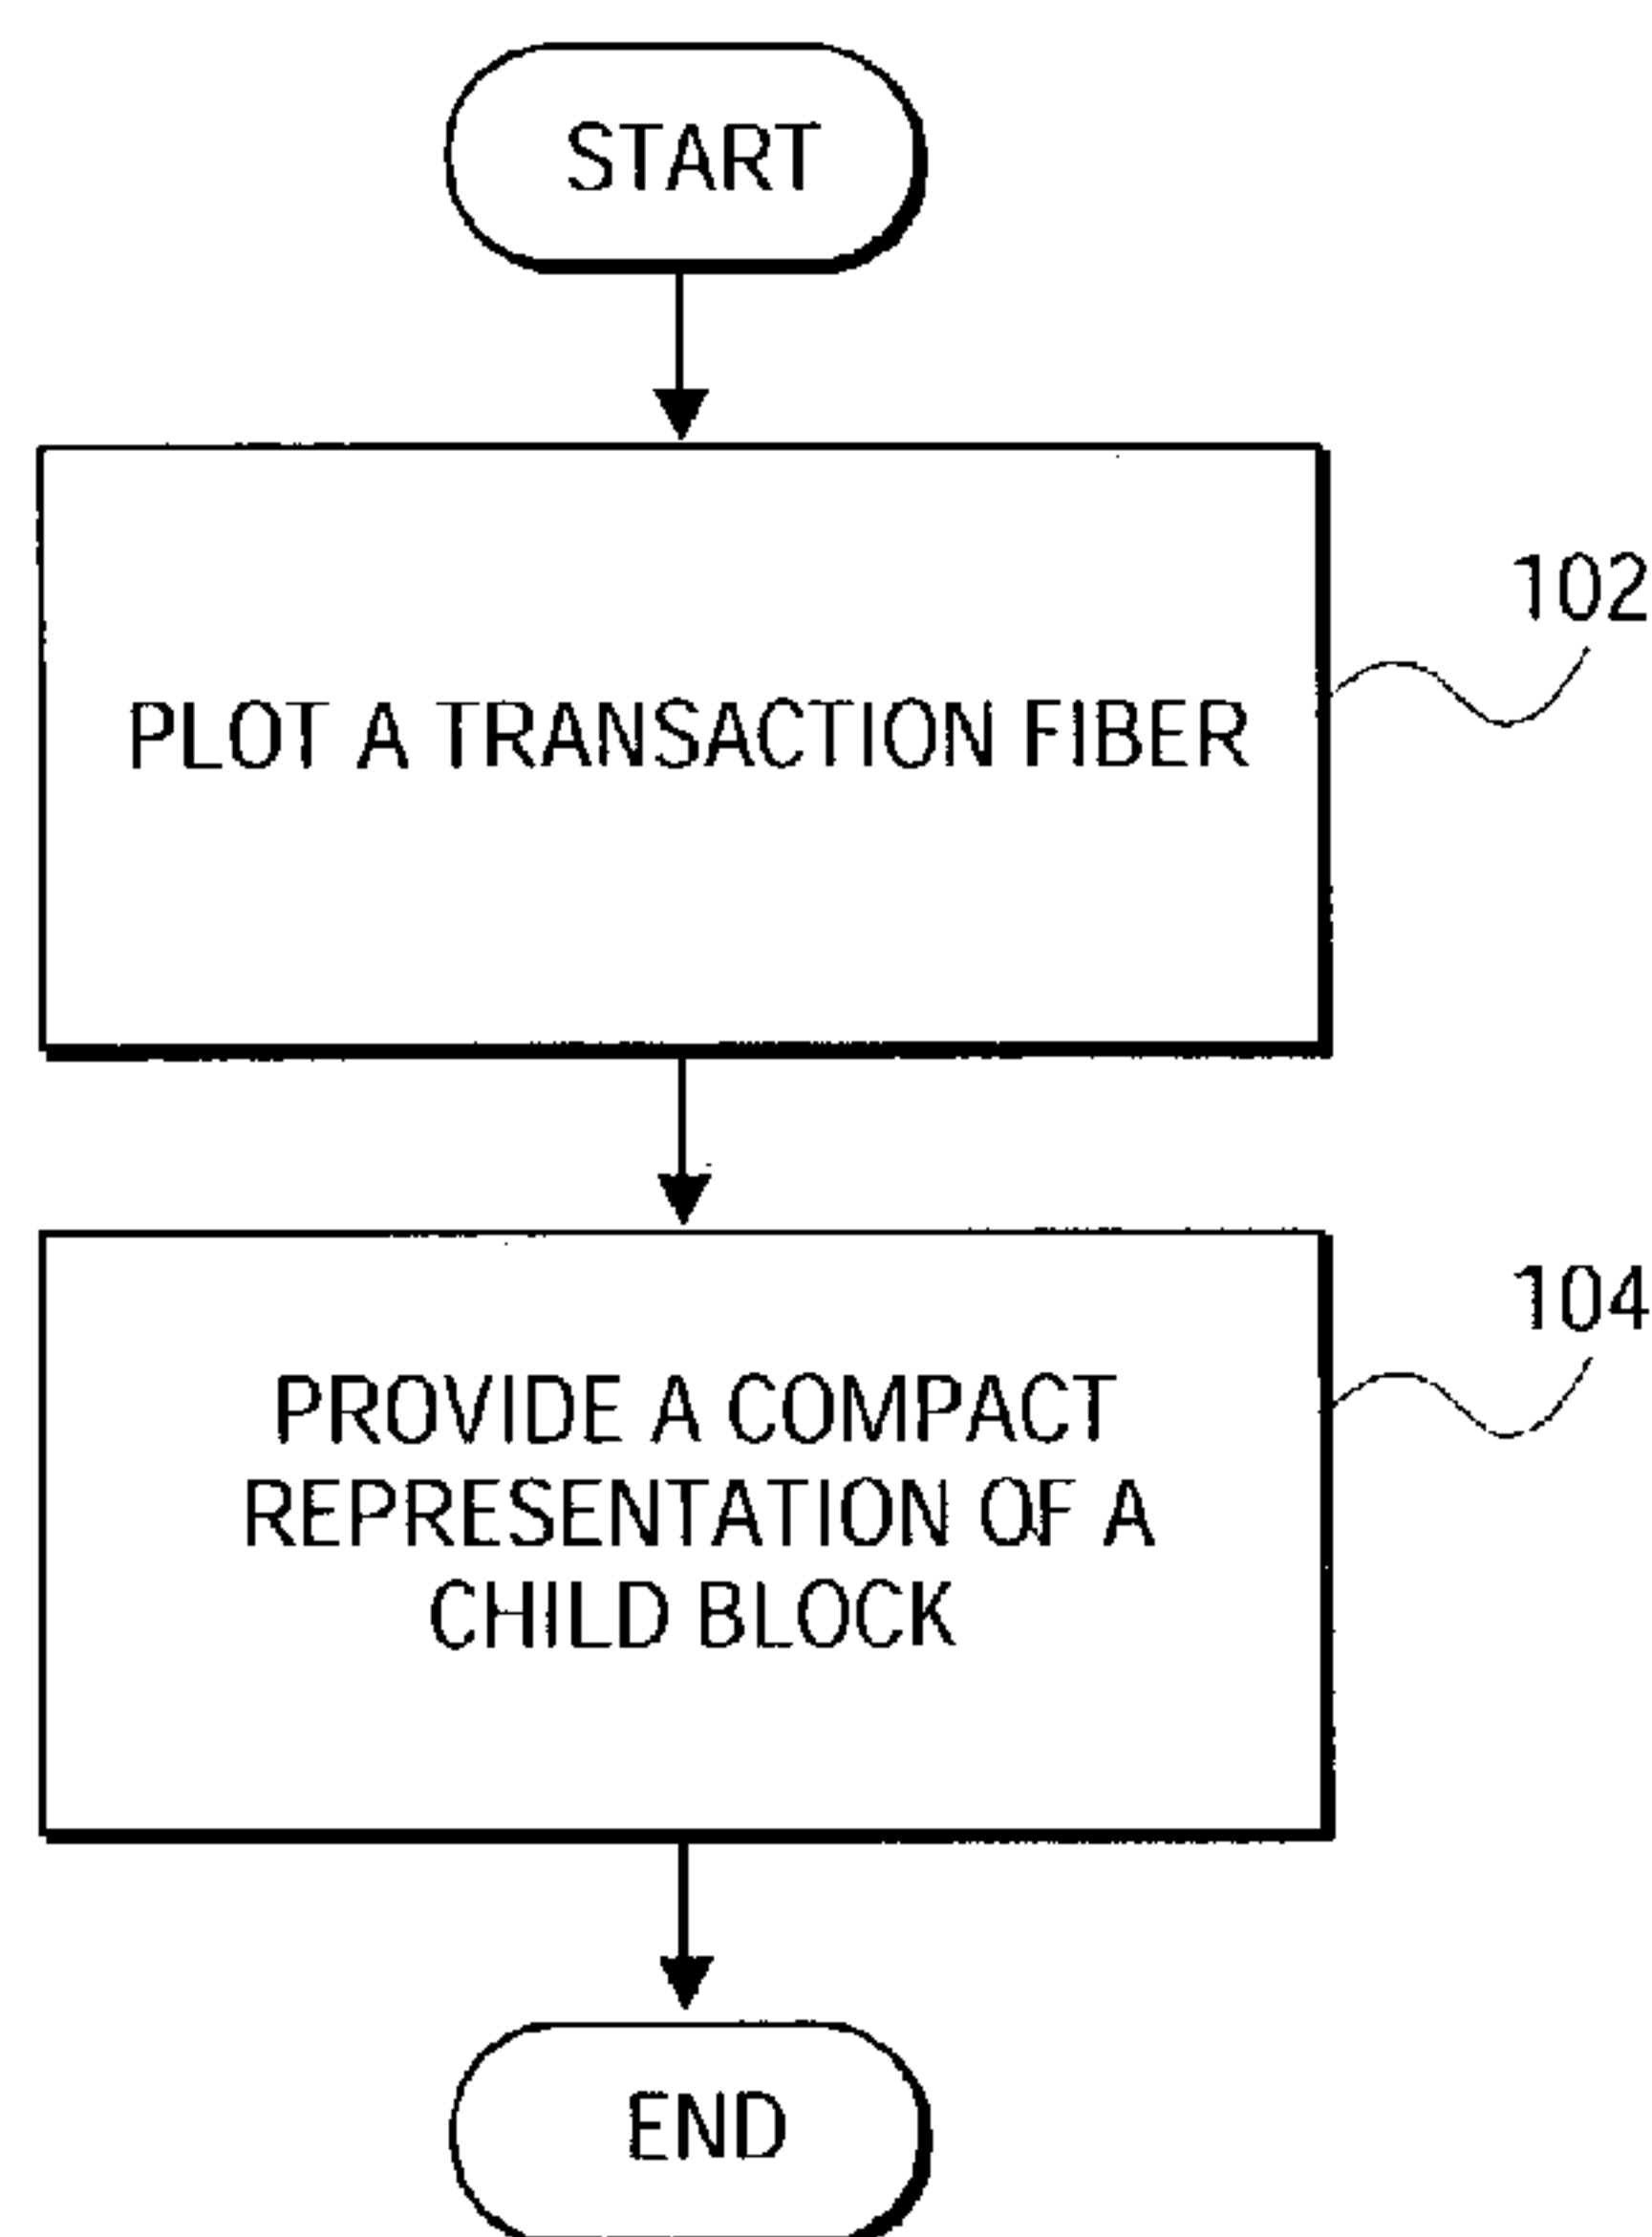 START
102
PLOT A TRANSACTION FIBER
104
PROVIDE A COMPACT
REPRESENTATION OF A
CHILD BLOCK
END